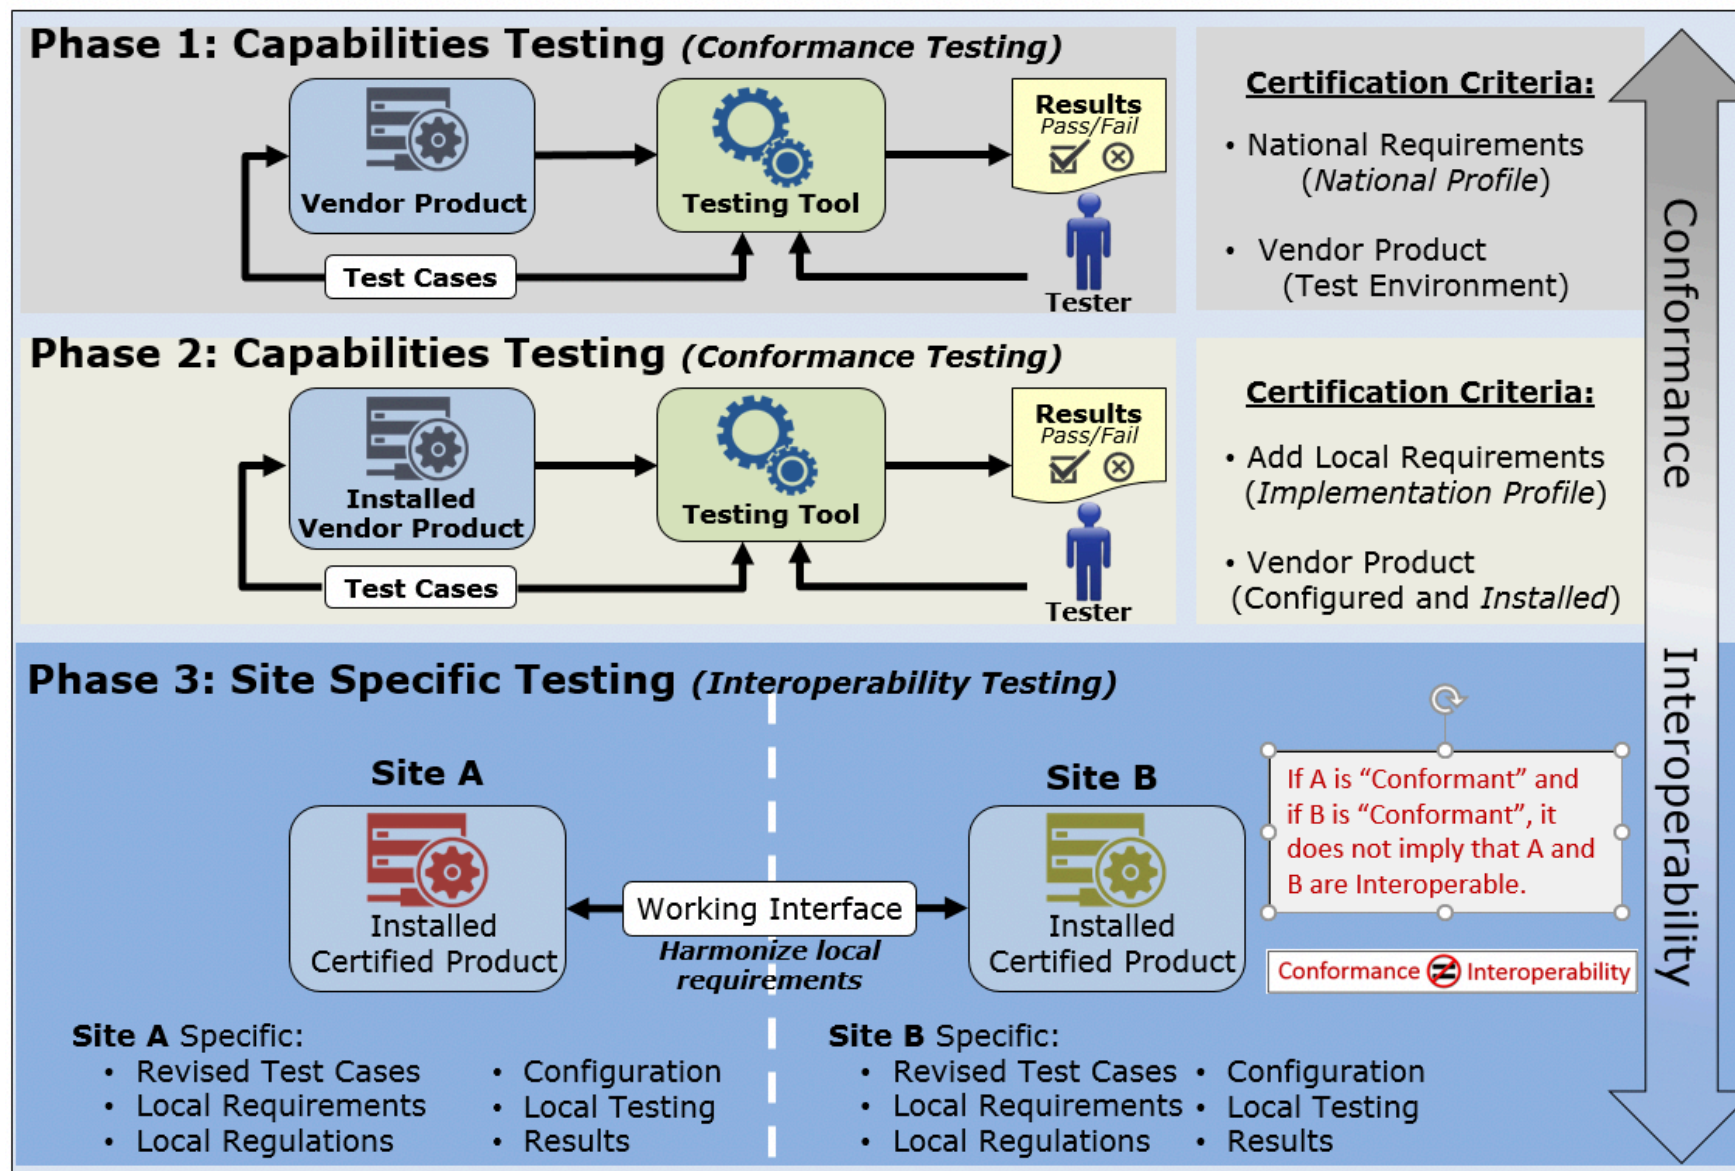 Phase 1: Capabilities Testing (Conformance Testing)
Vendor Product
Testing Tool
Results
Pass/Fail
Test Cases
Tester
Certification Criteria:
• National Requirements
(National Profile)
• Vendor Product
(Test Environment)
Phase 2: Capabilities Testing (Conformance Testing)
Installed
Vendor Product
Testing Tool
Results
Pass/Fail
Test Cases
Tester
Certification Criteria:
• Add Local Requirements
(Implementation Profile)
• Vendor Product
(Configured and Installed)
Conformance
Interoperability
Phase 3: Site Specific Testing (Interoperability Testing)
Site A
Installed
Certified Product
Working Interface
Harmonize local
requirements
Site B
Installed
Certified Product
If A is “Conformant” and
if B is “Conformant”, it
does not imply that A and
B are Interoperable.
Conformance = Interoperability
Site A Specific:
• Revised Test Cases
• Local Requirements
• Local Regulations
• Configuration
• Local Testing
• Results
Site B Specific:
• Revised Test Cases
• Local Requirements
• Local Regulations
• Configuration
• Local Testing
• Results